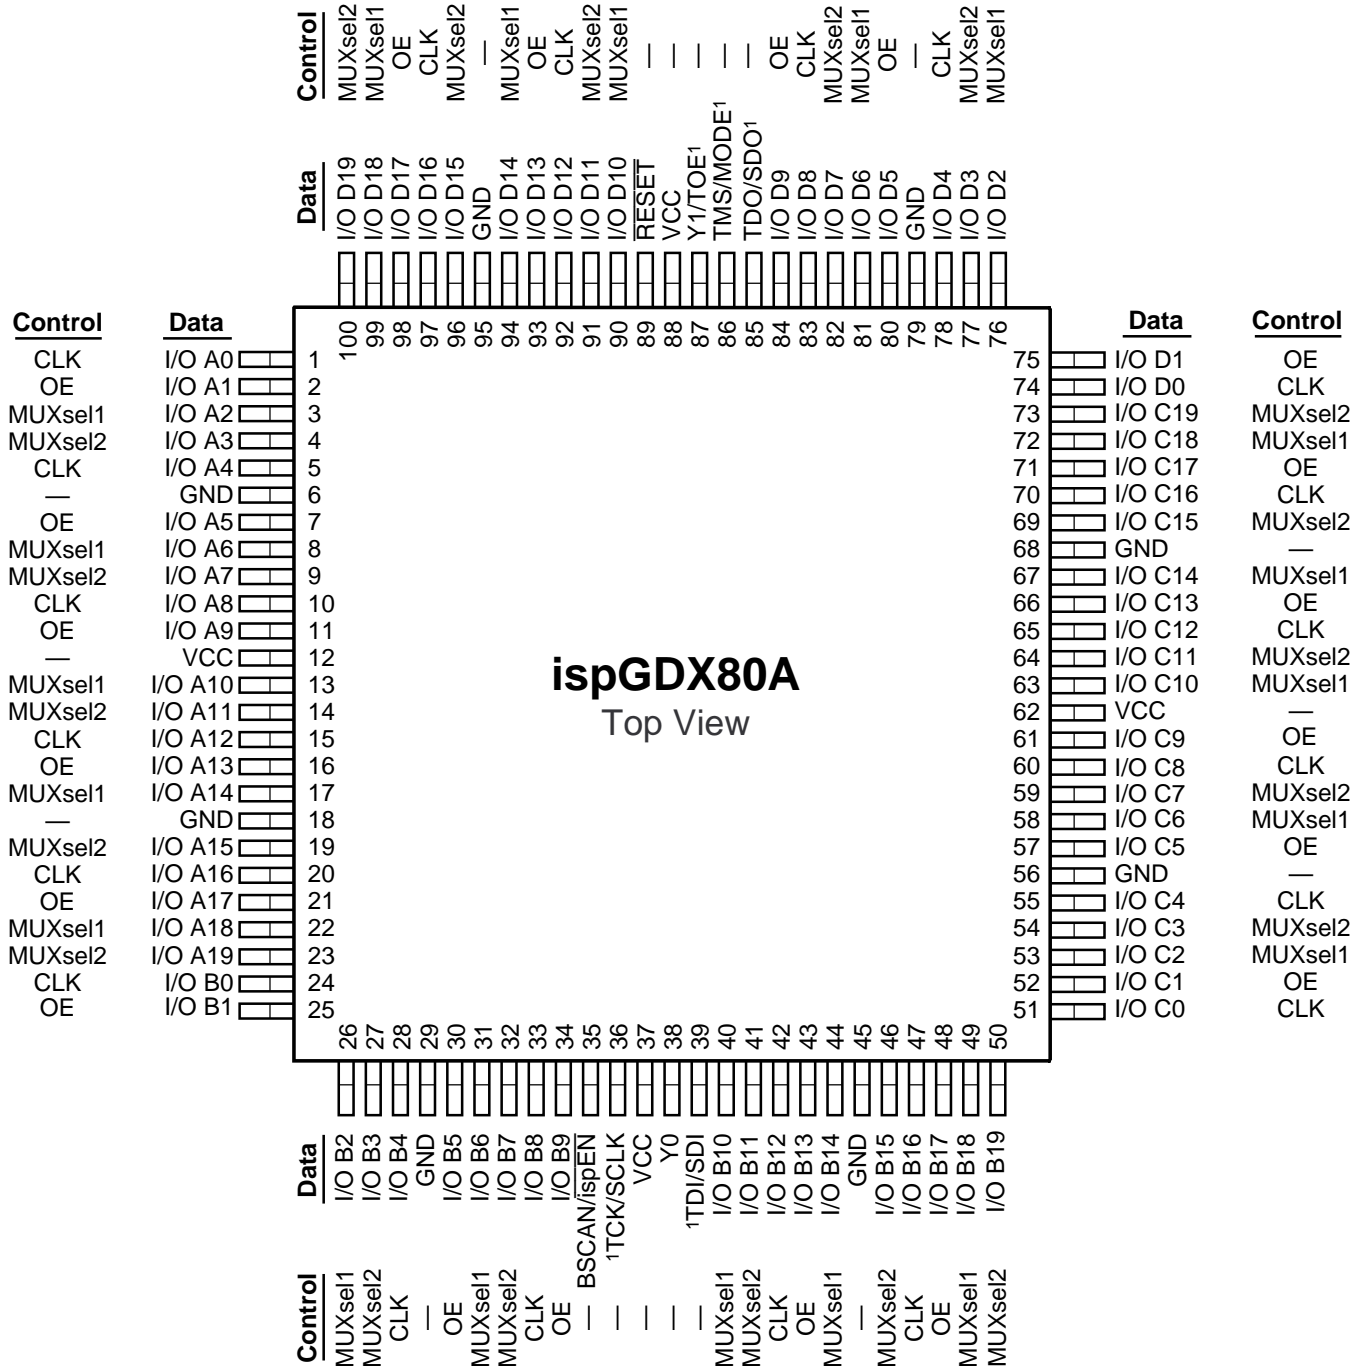 Control MUXsel2 MUXsel1 OE CLK MUXsel2 — MUXsel1 OE CLK MUXsel2 MUXsel1 — — — — — OE CLK MUXsel2 MUXsel1 OE — CLK MUXsel2 MUXsel1
Data I/O D19 I/O D18 I/O D17 I/O D16 I/O D15 GND I/O D14 I/O D13 I/O D12 I/O D11 I/O D10 RESET VCC Y1/TOE¹ TMS/MODE¹ TDO/SDO¹ I/O D9 I/O D8 I/O D7 I/O D6 I/O D5 GND I/O D4 I/O D3 I/O D2
100 99 98 97 96 95 94 93 92 91 90 89 88 87 86 85 84 83 82 81 80 79 78 77 76
Control Data Data Control
CLK I/O A0 1 75 I/O D1 OE
OE I/O A1 2 74 I/O D0 CLK
MUXsel1 I/O A2 3 73 I/O C19 MUXsel2
MUXsel2 I/O A3 4 72 I/O C18 MUXsel1
CLK I/O A4 5 71 I/O C17 OE
— GND 6 70 I/O C16 CLK
OE I/O A5 7 69 I/O C15 MUXsel2
MUXsel1 I/O A6 8 68 GND —
MUXsel2 I/O A7 9 67 I/O C14 MUXsel1
CLK I/O A8 10 66 I/O C13 OE
OE I/O A9 11 65 I/O C12 CLK
— VCC 12 64 I/O C11 MUXsel2
MUXsel1 I/O A10 13 63 I/O C10 MUXsel1
MUXsel2 I/O A11 14 62 VCC —
CLK I/O A12 15 61 I/O C9 OE
OE I/O A13 16 60 I/O C8 CLK
MUXsel1 I/O A14 17 59 I/O C7 MUXsel2
— GND 18 58 I/O C6 MUXsel1
MUXsel2 I/O A15 19 57 I/O C5 OE
CLK I/O A16 20 56 GND —
OE I/O A17 21 55 I/O C4 CLK
MUXsel1 I/O A18 22 54 I/O C3 MUXsel2
MUXsel2 I/O A19 23 53 I/O C2 MUXsel1
CLK I/O B0 24 52 I/O C1 OE
OE I/O B1 25 51 I/O C0 CLK
ispGDX80A
Top View
26 27 28 29 30 31 32 33 34 35 36 37 38 39 40 41 42 43 44 45 46 47 48 49 50
Data I/O B2 I/O B3 I/O B4 GND I/O B5 I/O B6 I/O B7 I/O B8 I/O B9 BSCAN/ispEN ¹TCK/SCLK VCC Y0 ¹TDI/SDI I/O B10 I/O B11 I/O B12 I/O B13 I/O B14 GND I/O B15 I/O B16 I/O B17 I/O B18 I/O B19
Control MUXsel1 MUXsel2 CLK — OE MUXsel1 MUXsel2 CLK OE — — — — — MUXsel1 MUXsel2 CLK OE MUXsel1 — MUXsel2 CLK OE MUXsel1 MUXsel2